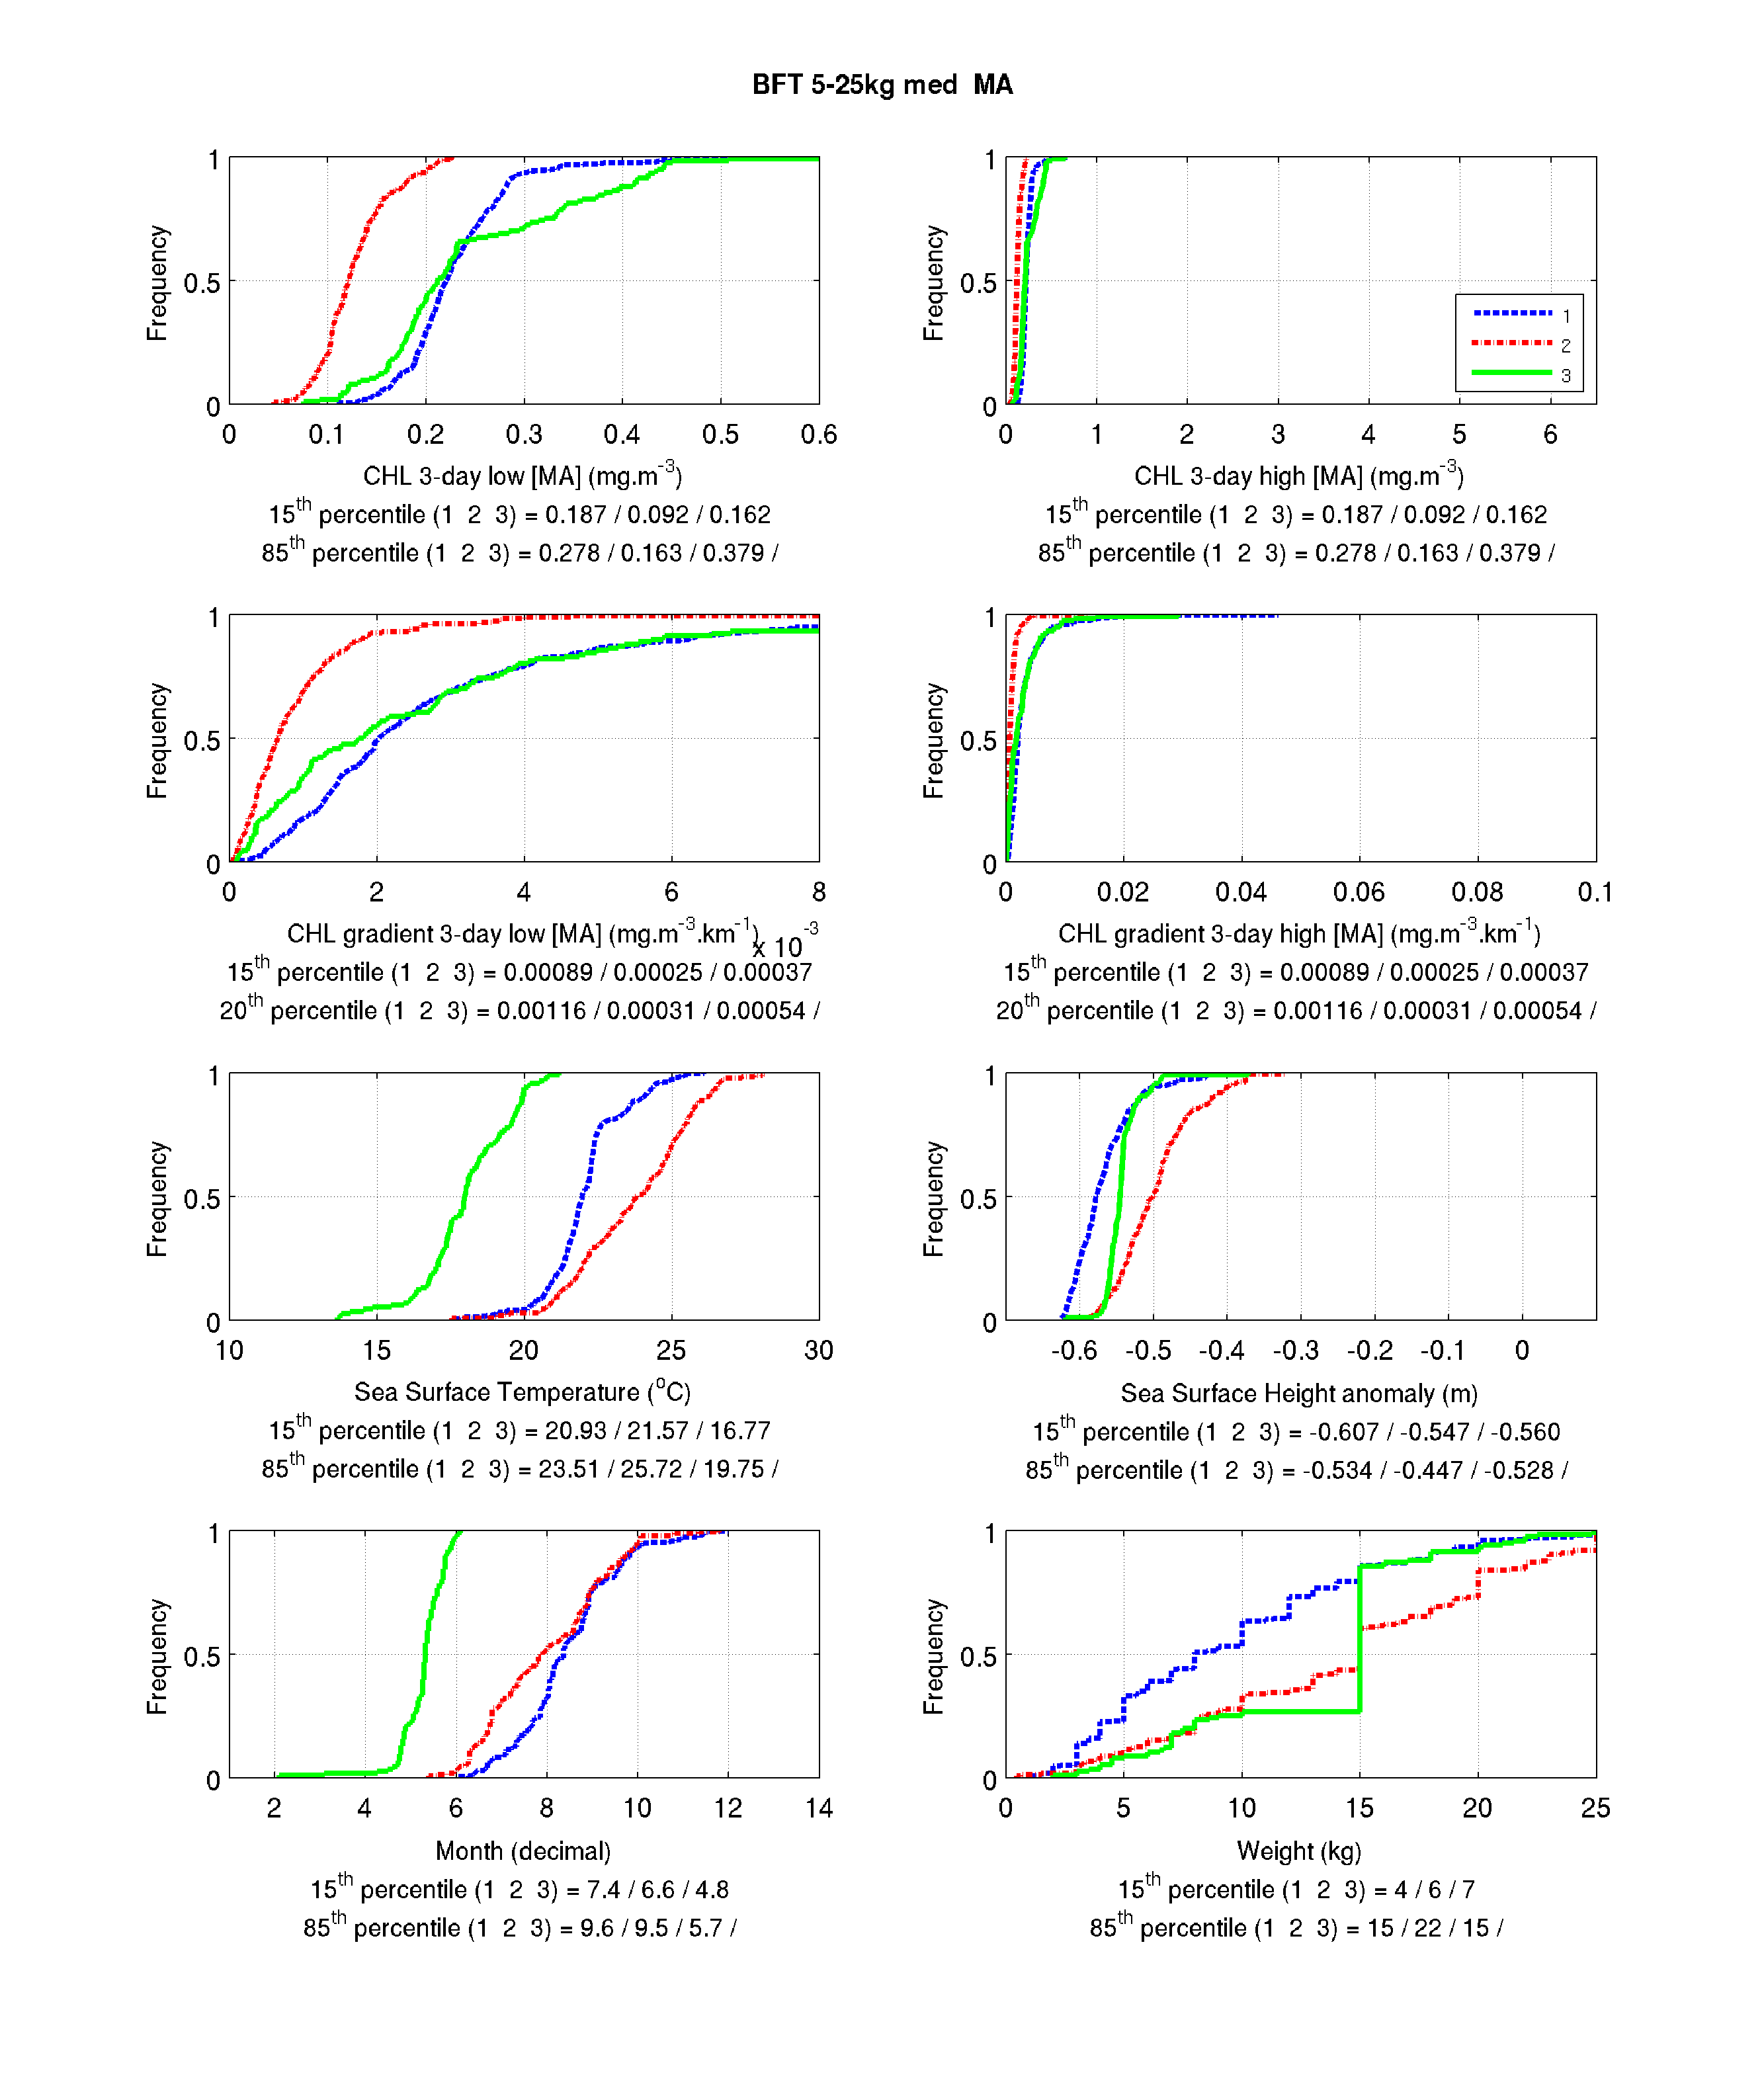 BFT 5-25kg med  MA
1
0.5
0
Frequency
0 0.1 0.2 0.3 0.4 0.5 0.6
CHL 3-day low [MA] (mg.m-3)
15th percentile (1  2  3) = 0.187 / 0.092 / 0.162
85th percentile (1  2  3) = 0.278 / 0.163 / 0.379 /
1
0.5
0
Frequency
1
2
3
0 1 2 3 4 5 6
CHL 3-day high [MA] (mg.m-3)
15th percentile (1  2  3) = 0.187 / 0.092 / 0.162
85th percentile (1  2  3) = 0.278 / 0.163 / 0.379 /
1
0.5
0
Frequency
0 2 4 6 8
CHL gradient 3-day low [MA] (mg.m-3.km-1)
x 10-3
15th percentile (1  2  3) = 0.00089 / 0.00025 / 0.00037
20th percentile (1  2  3) = 0.00116 / 0.00031 / 0.00054 /
1
0.5
0
Frequency
0 0.02 0.04 0.06 0.08 0.1
CHL gradient 3-day high [MA] (mg.m-3.km-1)
15th percentile (1  2  3) = 0.00089 / 0.00025 / 0.00037
20th percentile (1  2  3) = 0.00116 / 0.00031 / 0.00054 /
1
0.5
0
Frequency
10 15 20 25 30
Sea Surface Temperature (oC)
15th percentile (1  2  3) = 20.93 / 21.57 / 16.77
85th percentile (1  2  3) = 23.51 / 25.72 / 19.75 /
1
0.5
0
Frequency
-0.6 -0.5 -0.4 -0.3 -0.2 -0.1 0
Sea Surface Height anomaly (m)
15th percentile (1  2  3) = -0.607 / -0.547 / -0.560
85th percentile (1  2  3) = -0.534 / -0.447 / -0.528 /
1
0.5
0
Frequency
2 4 6 8 10 12 14
Month (decimal)
15th percentile (1  2  3) = 7.4 / 6.6 / 4.8
85th percentile (1  2  3) = 9.6 / 9.5 / 5.7 /
1
0.5
0
Frequency
0 5 10 15 20 25
Weight (kg)
15th percentile (1  2  3) = 4 / 6 / 7
85th percentile (1  2  3) = 15 / 22 / 15 /